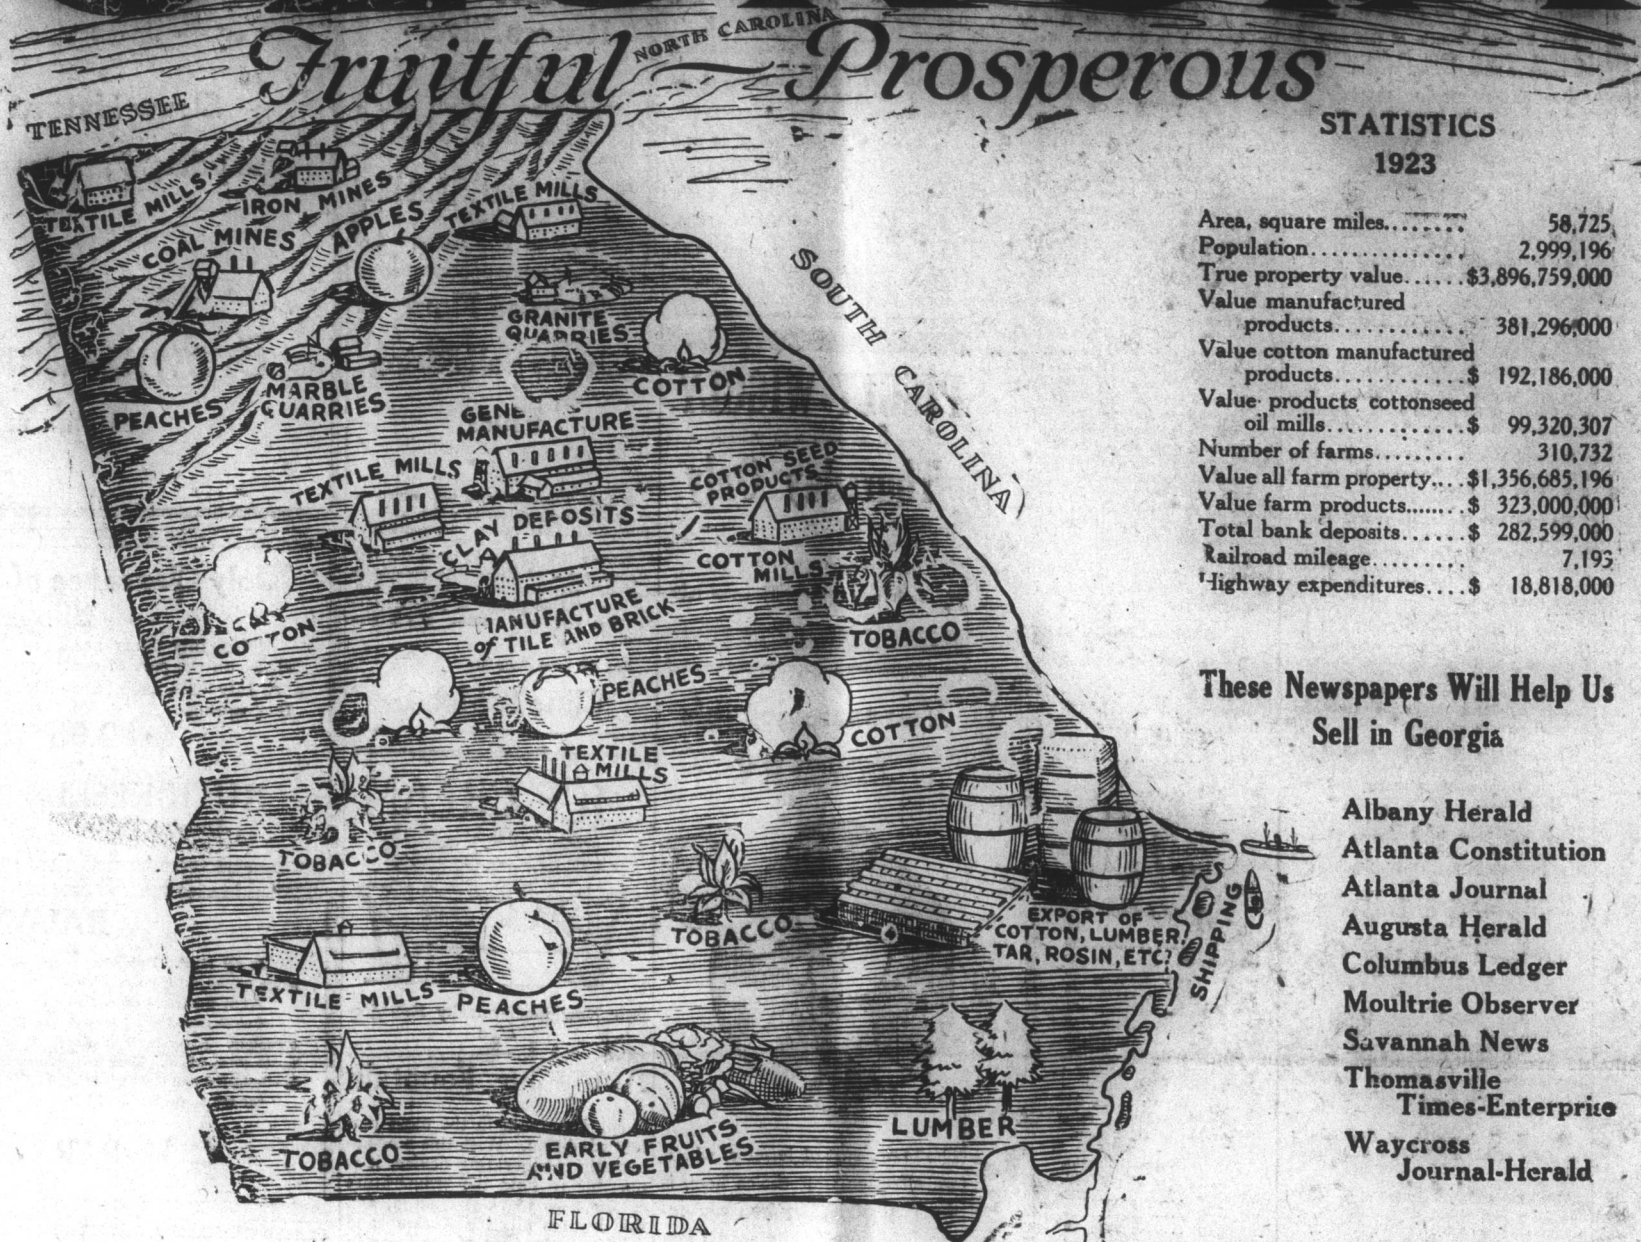 Fruitful — Prosperous
NORTH CAROLINA
TENNESSEE
TEXTILE MILLS
IRON MINES
COAL MINES
APPLES
TEXTILE MILLS
GRANITE
QUARRIES
COTTON
PEACHES
MARBLE
QUARRIES
SOUTH CAROLINA
MANUFACTURE
TEXTILE MILLS
COTTON SEED
PRODUCTS
CLAY DEPOSITS
COTTON
MILLS
MANUFACTURE
of TILE AND BRICK
COTTON
TOBACCO
PEACHES
COTTON
TEXTILE
MILLS
TOBACCO
TOBACCO
EXPORT OF
COTTON, LUMBER,
TAR, ROSIN, ETC.
SHIPPING
TEXTILE MILLS
PEACHES
TOBACCO
EARLY FRUITS
AND VEGETABLES
LUMBER
FLORIDA
STATISTICS
1923
Area, square miles........ 58,725
Population.............. 2,999,196
True property value......$3,896,759,000
Value manufactured
products............ 381,296,000
Value cotton manufactured
products............$ 192,186,000
Value products cottonseed
oil mills.............$ 99,320,307
Number of farms......... 310,732
Value all farm property....$1,356,685,196
Value farm products.......$ 323,000,000
Total bank deposits......$ 282,599,000
Railroad mileage......... 7,195
Highway expenditures....$ 18,818,000
These Newspapers Will Help Us
Sell in Georgia
Albany Herald
Atlanta Constitution
Atlanta Journal
Augusta Herald
Columbus Ledger
Moultrie Observer
Savannah News
Thomasville
Times-Enterprise
Waycross
Journal-Herald